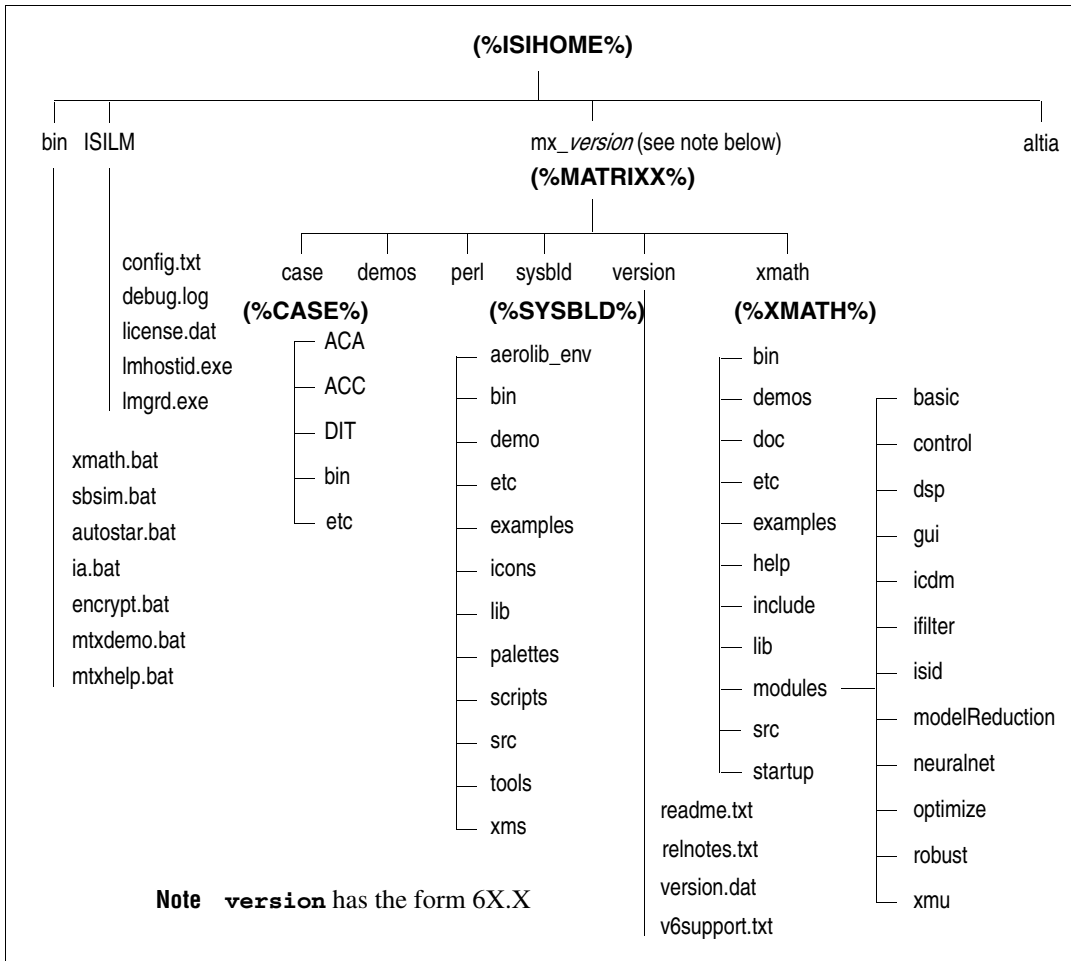 (%ISIHOME%)
bin ISILM mx_version (see note below) altia
(%MATRIXX%)
case demos perl sysbld version xmath
(%CASE%) (%SYSBLD%) (%XMATH%)
config.txt
debug.log
license.dat
lmhostid.exe
lmgrd.exe
xmath.bat
sbsim.bat
autostar.bat
ia.bat
encrypt.bat
mtxdemo.bat
mtxhelp.bat
ACA
ACC
DIT
bin
etc
aerolib_env
bin
demo
etc
examples
icons
lib
palettes
scripts
src
tools
xms
readme.txt
relnotes.txt
version.dat
v6support.txt
bin
demos
doc
etc
examples
help
include
lib
modules
src
startup
basic
control
dsp
gui
icdm
ifilter
isid
modelReduction
neuralnet
optimize
robust
xmu
Note version has the form 6X.X